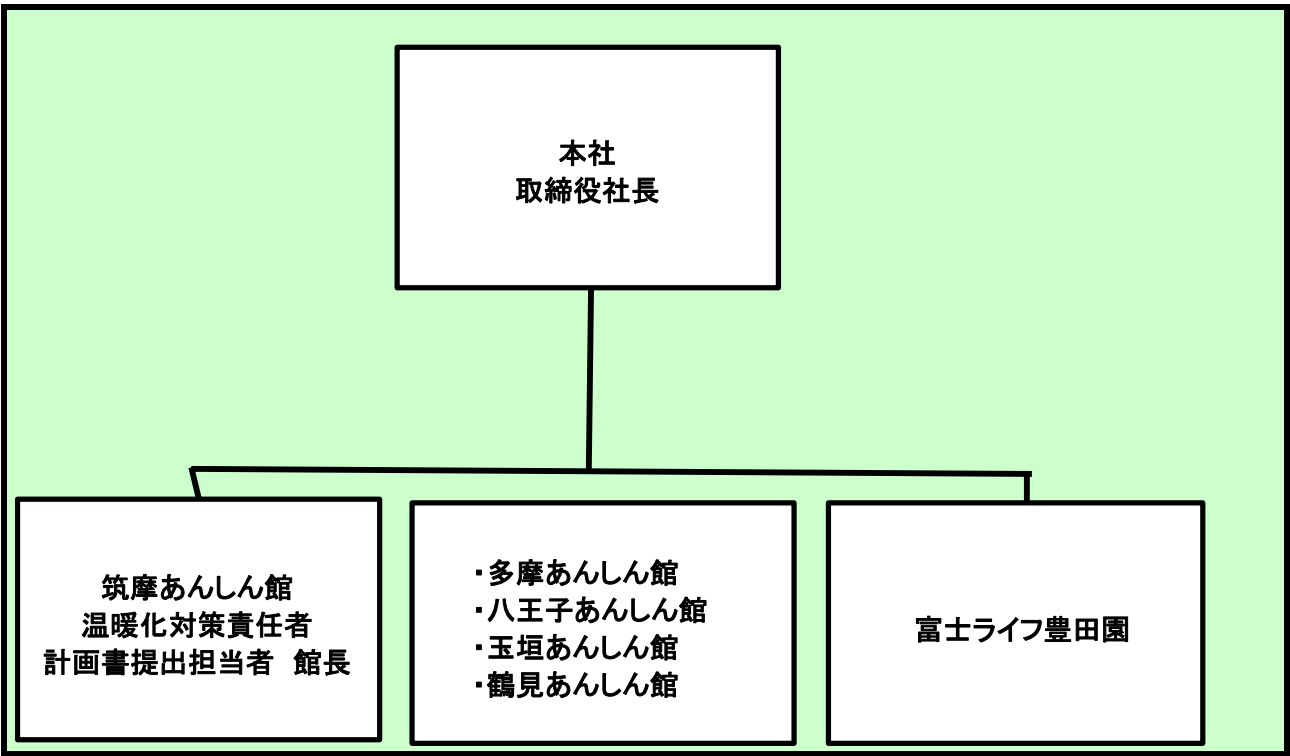 本社
取締役社長
筑摩あんしん館
温暖化対策責任者
計画書提出担当者　館長
・多摩あんしん館
・八王子あんしん館
・玉垣あんしん館
・鶴見あんしん館
富士ライフ豊田園